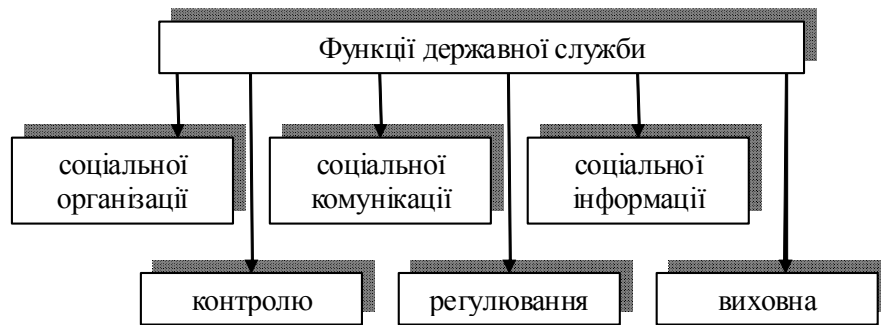 Функції державної служби
соціальної
організації
соціальної
комунікації
соціальної
інформації
контролю
регулювання
виховна